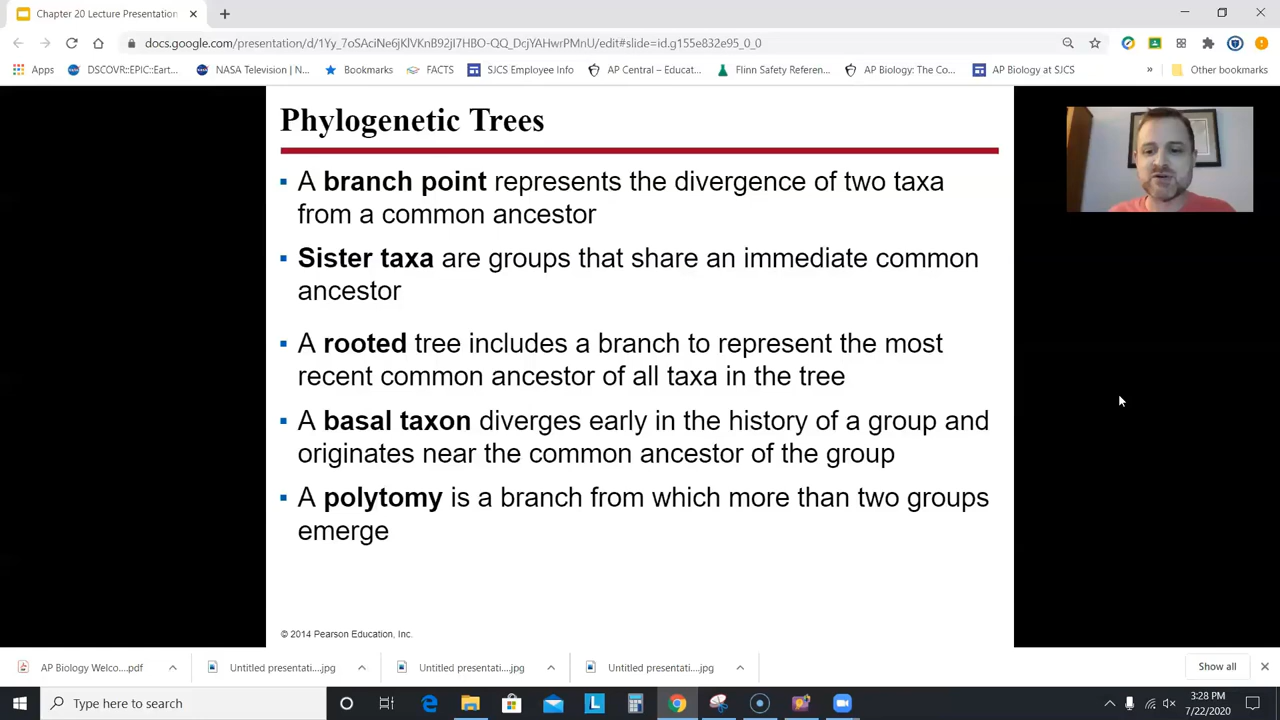 Chapter 20 Lecture Presentation
docs.google.com/presentation/d/1Yy_7oSAciNe6jKlVKnB92iI7HBO-QQ_DcjYAHwrPMnU/edit#slide=id.g155e832e95_0_0
Apps DSCOVR::EPIC::Eart... NASA Television | N... Bookmarks FACTS SJCS Employee Info AP Central – Educat... Flinn Safety Referen... AP Biology: The Co... AP Biology at SJCS » Other bookmarks
Phylogenetic Trees
▪ A branch point represents the divergence of two taxa
from a common ancestor
▪ Sister taxa are groups that share an immediate common
ancestor
▪ A rooted tree includes a branch to represent the most
recent common ancestor of all taxa in the tree
▪ A basal taxon diverges early in the history of a group and
originates near the common ancestor of the group
▪ A polytomy is a branch from which more than two groups
emerge
© 2014 Pearson Education, Inc.
AP Biology Welco....pdf Untitled presentati....jpg Untitled presentati....jpg Untitled presentati....jpg Show all
Type here to search
3:28 PM
7/22/2020